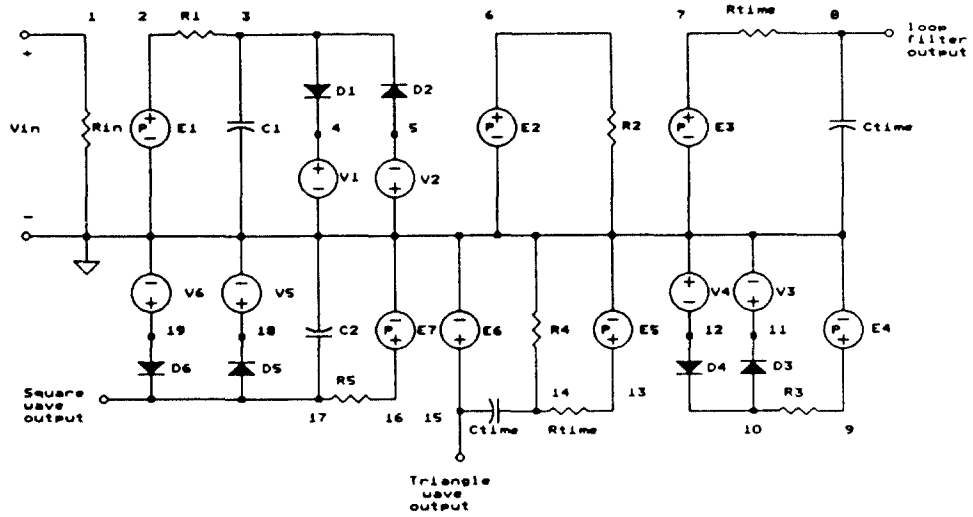 1 2 R1 3 6 7 Rtime 8
loop
filter
output
+
Vin
Rin
P + - E1
C1
D1
D2
4 5
+ - V1
- + V2
P + - E2
R2
P + - E3
Ctime
-
- + V6
- + V5
19 18
D6 D5
C2
P - + E7
- + E6
R4
P - + E5
+ - V4
- + V3
12 11
D4 D3
P - + E4
Square
wave
output
R5
17 16 15
Ctime
14
Rtime
13
R3
10 9
Triangle
wave
output